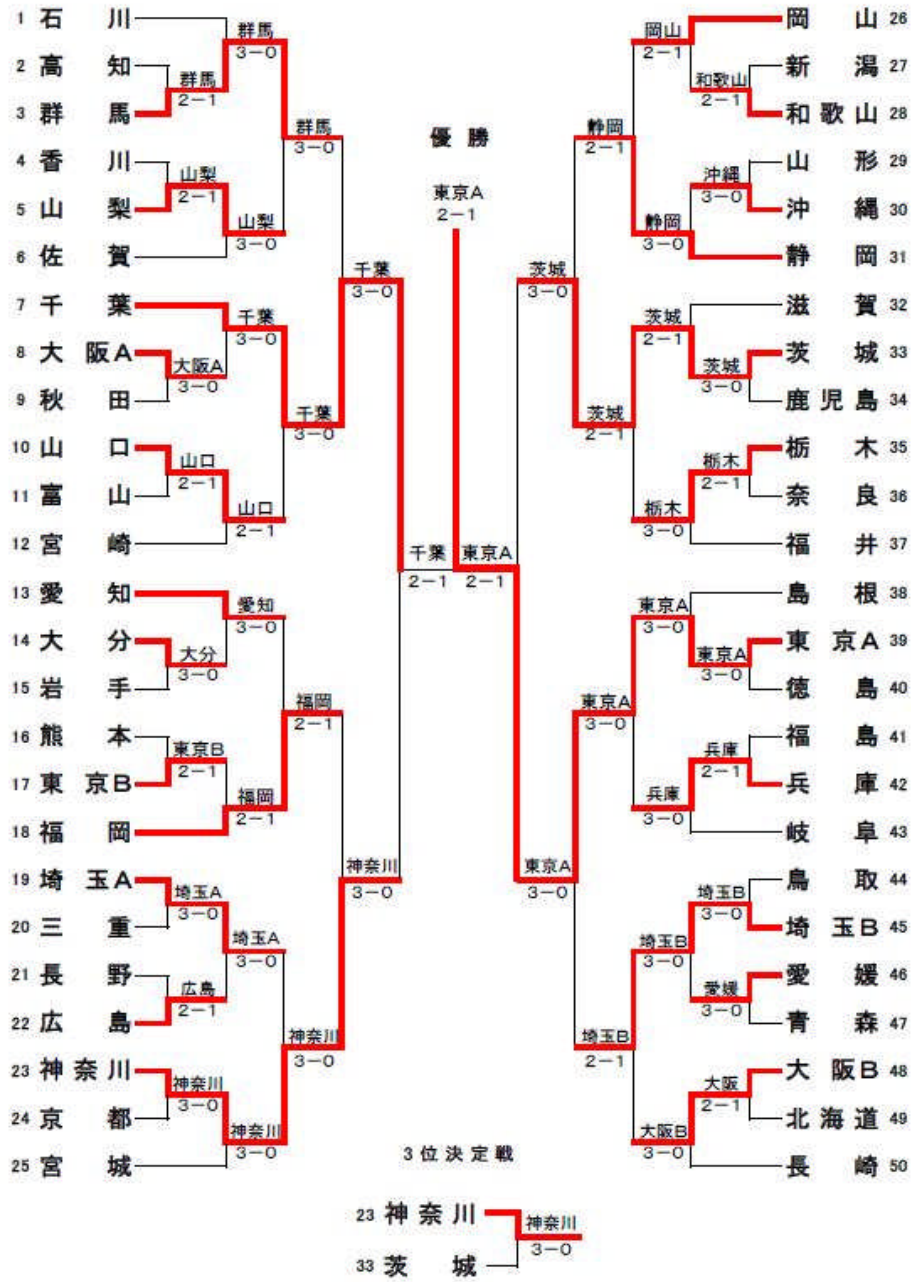 1 石川
2 高知
3 群馬
4 香川
5 山梨
6 佐賀
7 千葉
8 大阪A
9 秋田
10 山口
11 富山
12 宮崎
13 愛知
14 大分
15 岩手
16 熊本
17 東京B
18 福岡
19 埼玉A
20 三重
21 長野
22 広島
23 神奈川
24 京都
25 宮城
群馬
3-0
群馬
2-1
山梨
2-1
山梨
3-0
千葉
3-0
大阪A
3-0
山口
2-1
山口
2-1
愛知
3-0
大分
3-0
東京B
2-1
福岡
2-1
埼玉A
3-0
埼玉A
3-0
広島
2-1
神奈川
3-0
神奈川
3-0
群馬
3-0
千葉
3-0
福岡
2-1
神奈川
3-0
千葉
3-0
神奈川
3-0
千葉
2-1
優勝
東京A
2-1
東京A
2-1
茨城
3-0
東京A
3-0
静岡
2-1
茨城
2-1
東京A
3-0
埼玉B
2-1
岡山
2-1
和歌山
2-1
沖縄
3-0
静岡
3-0
茨城
2-1
茨城
3-0
栃木
2-1
栃木
3-0
東京A
3-0
東京A
3-0
兵庫
2-1
兵庫
3-0
埼玉B
3-0
埼玉B
3-0
愛媛
3-0
大阪
2-1
大阪B
3-0
岡山 26
新潟 27
和歌山 28
山形 29
沖縄 30
静岡 31
滋賀 32
茨城 33
鹿児島 34
栃木 35
奈良 36
福井 37
島根 38
東京A 39
徳島 40
福島 41
兵庫 42
岐阜 43
鳥取 44
埼玉B 45
愛媛 46
青森 47
大阪B 48
北海道 49
長崎 50
3位決定戦
23 神奈川
神奈川
3-0
33 茨城